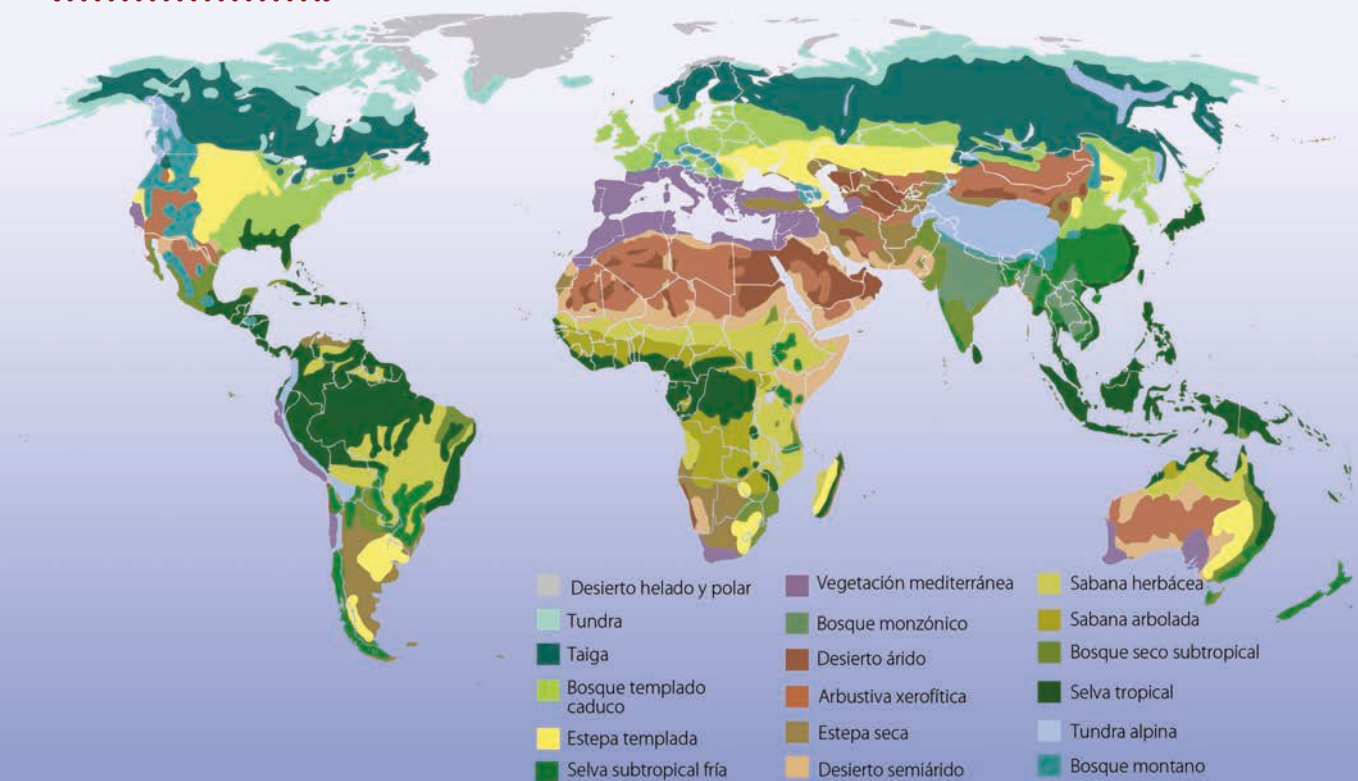 Desierto helado y polar
Tundra
Taiga
Bosque templado
caduco
Estepa templada
Selva subtropical fría
Vegetación mediterránea
Bosque monzónico
Desierto árido
Arbustiva xerofítica
Estepa seca
Desierto semiárido
Sabana herbácea
Sabana arbolada
Bosque seco subtropical
Selva tropical
Tundra alpina
Bosque montano